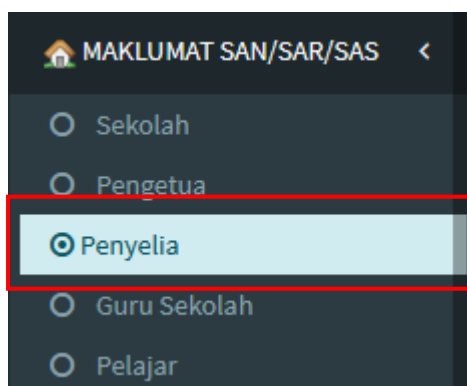 MAKLUMAT SAN/SAR/SAS
Sekolah
Pengetua
Penyelia
Guru Sekolah
Pelajar